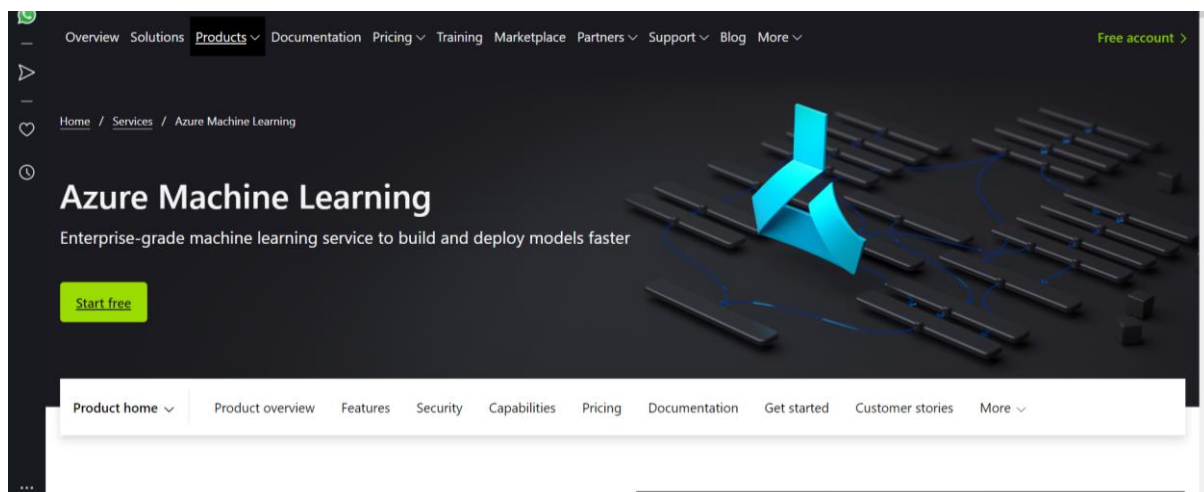 Overview Solutions Products Documentation Pricing Training Marketplace Partners Support Blog More Free account
Home / Services / Azure Machine Learning
Azure Machine Learning
Enterprise-grade machine learning service to build and deploy models faster
Start free
Product home Product overview Features Security Capabilities Pricing Documentation Get started Customer stories More